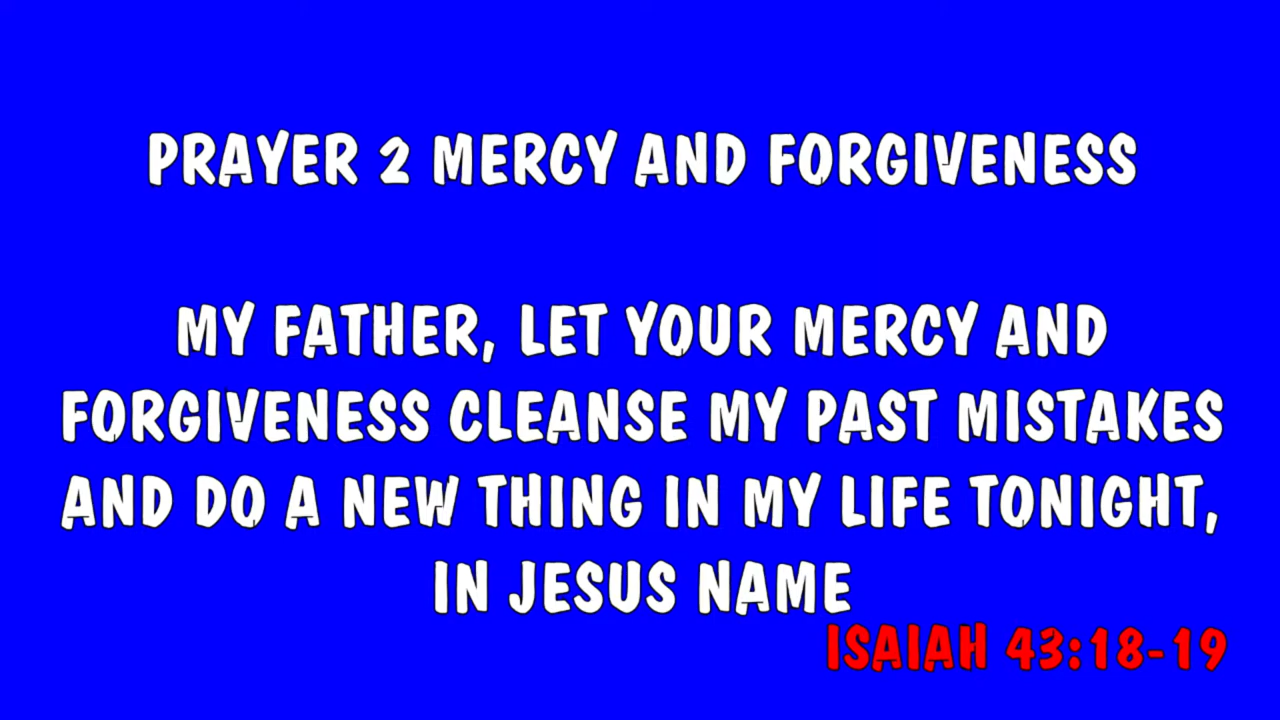 PRAYER 2 MERCY AND FORGIVENESS
MY FATHER, LET YOUR MERCY AND
FORGIVENESS CLEANSE MY PAST MISTAKES
AND DO A NEW THING IN MY LIFE TONIGHT,
IN JESUS NAME
ISAIAH 43:18-19